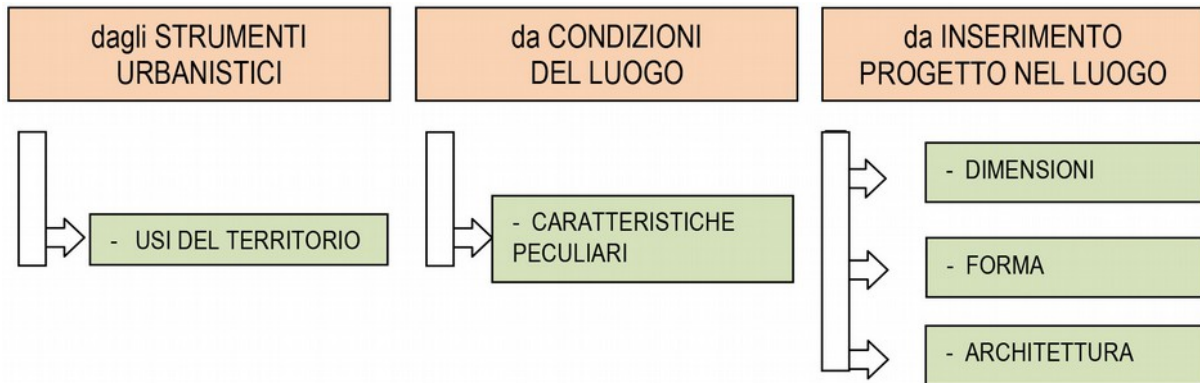 dagli STRUMENTI
URBANISTICI
- USI DEL TERRITORIO
da CONDIZIONI
DEL LUOGO
- CARATTERISTICHE
PECULIARI
da INSERIMENTO
PROGETTO NEL LUOGO
- DIMENSIONI
- FORMA
- ARCHITETTURA